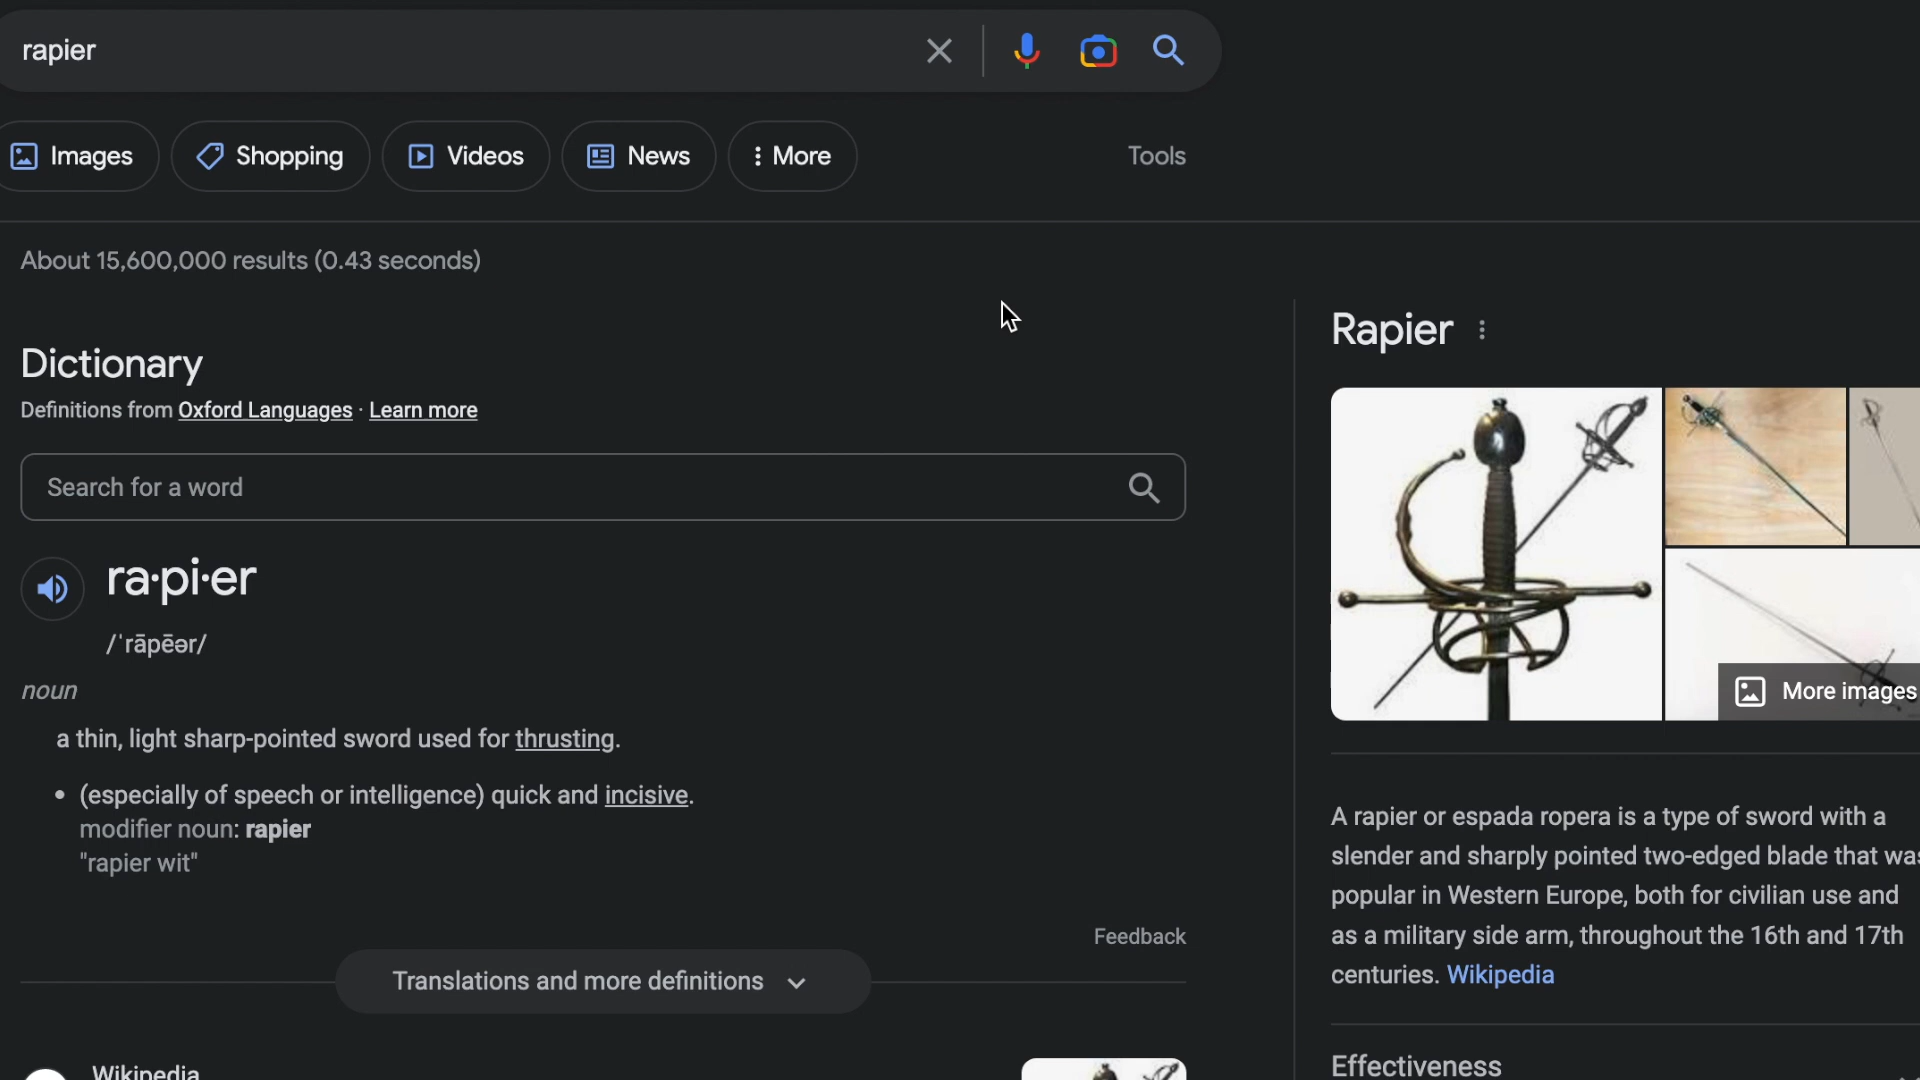 rapier
Images
Shopping
Videos
News
More
Tools
About 15,600,000 results (0.43 seconds)
Dictionary
Definitions from Oxford Languages · Learn more
Search for a word
ra·pi·er
/ˈrāpēər/
noun
a thin, light sharp-pointed sword used for thrusting.
• (especially of speech or intelligence) quick and incisive.
modifier noun: rapier
"rapier wit"
Feedback
Translations and more definitions
Wikipedia
Rapier
More images
A rapier or espada ropera is a type of sword with a
slender and sharply pointed two-edged blade that was
popular in Western Europe, both for civilian use and
as a military side arm, throughout the 16th and 17th
centuries. Wikipedia
Effectiveness